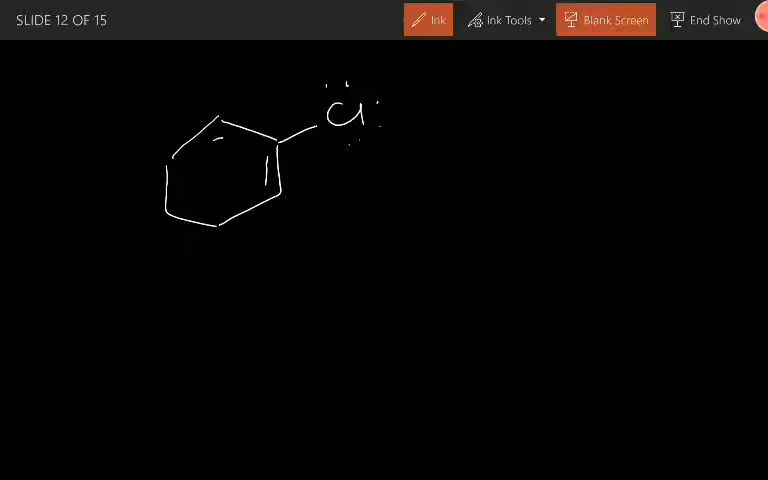 SLIDE 12 OF 15
Ink
Ink Tools
Blank Screen
End Show
Cl